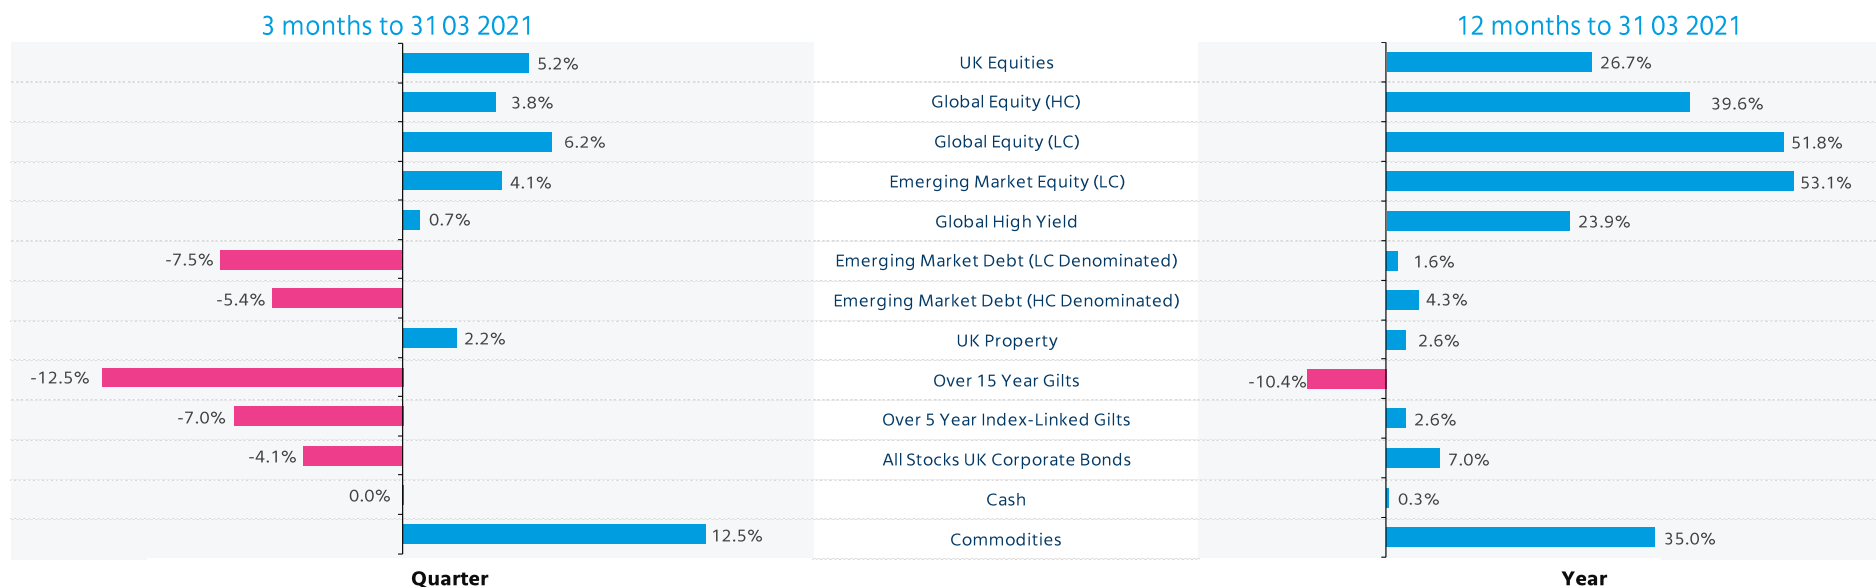 3 months to 31 03 2021
12 months to 31 03 2021
5.2% UK Equities 26.7%
3.8% Global Equity (HC) 39.6%
6.2% Global Equity (LC) 51.8%
4.1% Emerging Market Equity (LC) 53.1%
0.7% Global High Yield 23.9%
-7.5% Emerging Market Debt (LC Denominated) 1.6%
-5.4% Emerging Market Debt (HC Denominated) 4.3%
2.2% UK Property 2.6%
-12.5% Over 15 Year Gilts -10.4%
-7.0% Over 5 Year Index-Linked Gilts 2.6%
-4.1% All Stocks UK Corporate Bonds 7.0%
0.0% Cash 0.3%
12.5% Commodities 35.0%
Quarter
Year